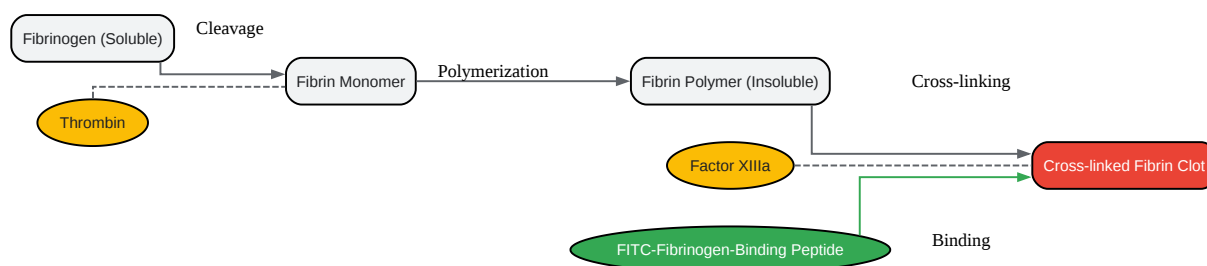 Fibrinogen (Soluble)
Cleavage
Fibrin Monomer
Polymerization
Fibrin Polymer (Insoluble)
Cross-linking
Thrombin
Factor XIIIa
Cross-linked Fibrin Clot
FITC-Fibrinogen-Binding Peptide
Binding